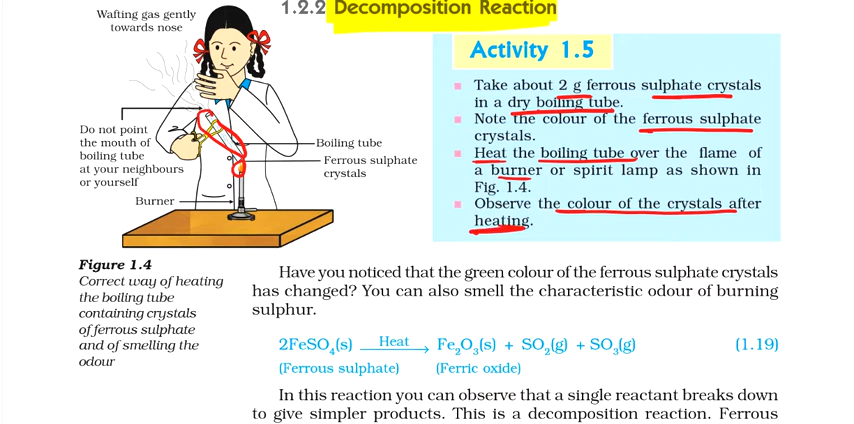 Wafting gas gently
towards nose
1.2.2 Decomposition Reaction
Activity 1.5
Take about 2 g ferrous sulphate crystals
in a dry boiling tube.
Note the colour of the ferrous sulphate
crystals.
Heat the boiling tube over the flame of
a burner or spirit lamp as shown in
Fig. 1.4.
Observe the colour of the crystals after
heating.
Do not point
the mouth of
boiling tube
at your neighbours
or yourself
Boiling tube
Ferrous sulphate
crystals
Burner
Figure 1.4
Correct way of heating
the boiling tube
containing crystals
of ferrous sulphate
and of smelling the
odour
Have you noticed that the green colour of the ferrous sulphate crystals
has changed? You can also smell the characteristic odour of burning
sulphur.
2FeSO₄(s) Heat → Fe₂O₃(s) + SO₂(g) + SO₃(g) (1.19)
(Ferrous sulphate) (Ferric oxide)
In this reaction you can observe that a single reactant breaks down
to give simpler products. This is a decomposition reaction. Ferrous